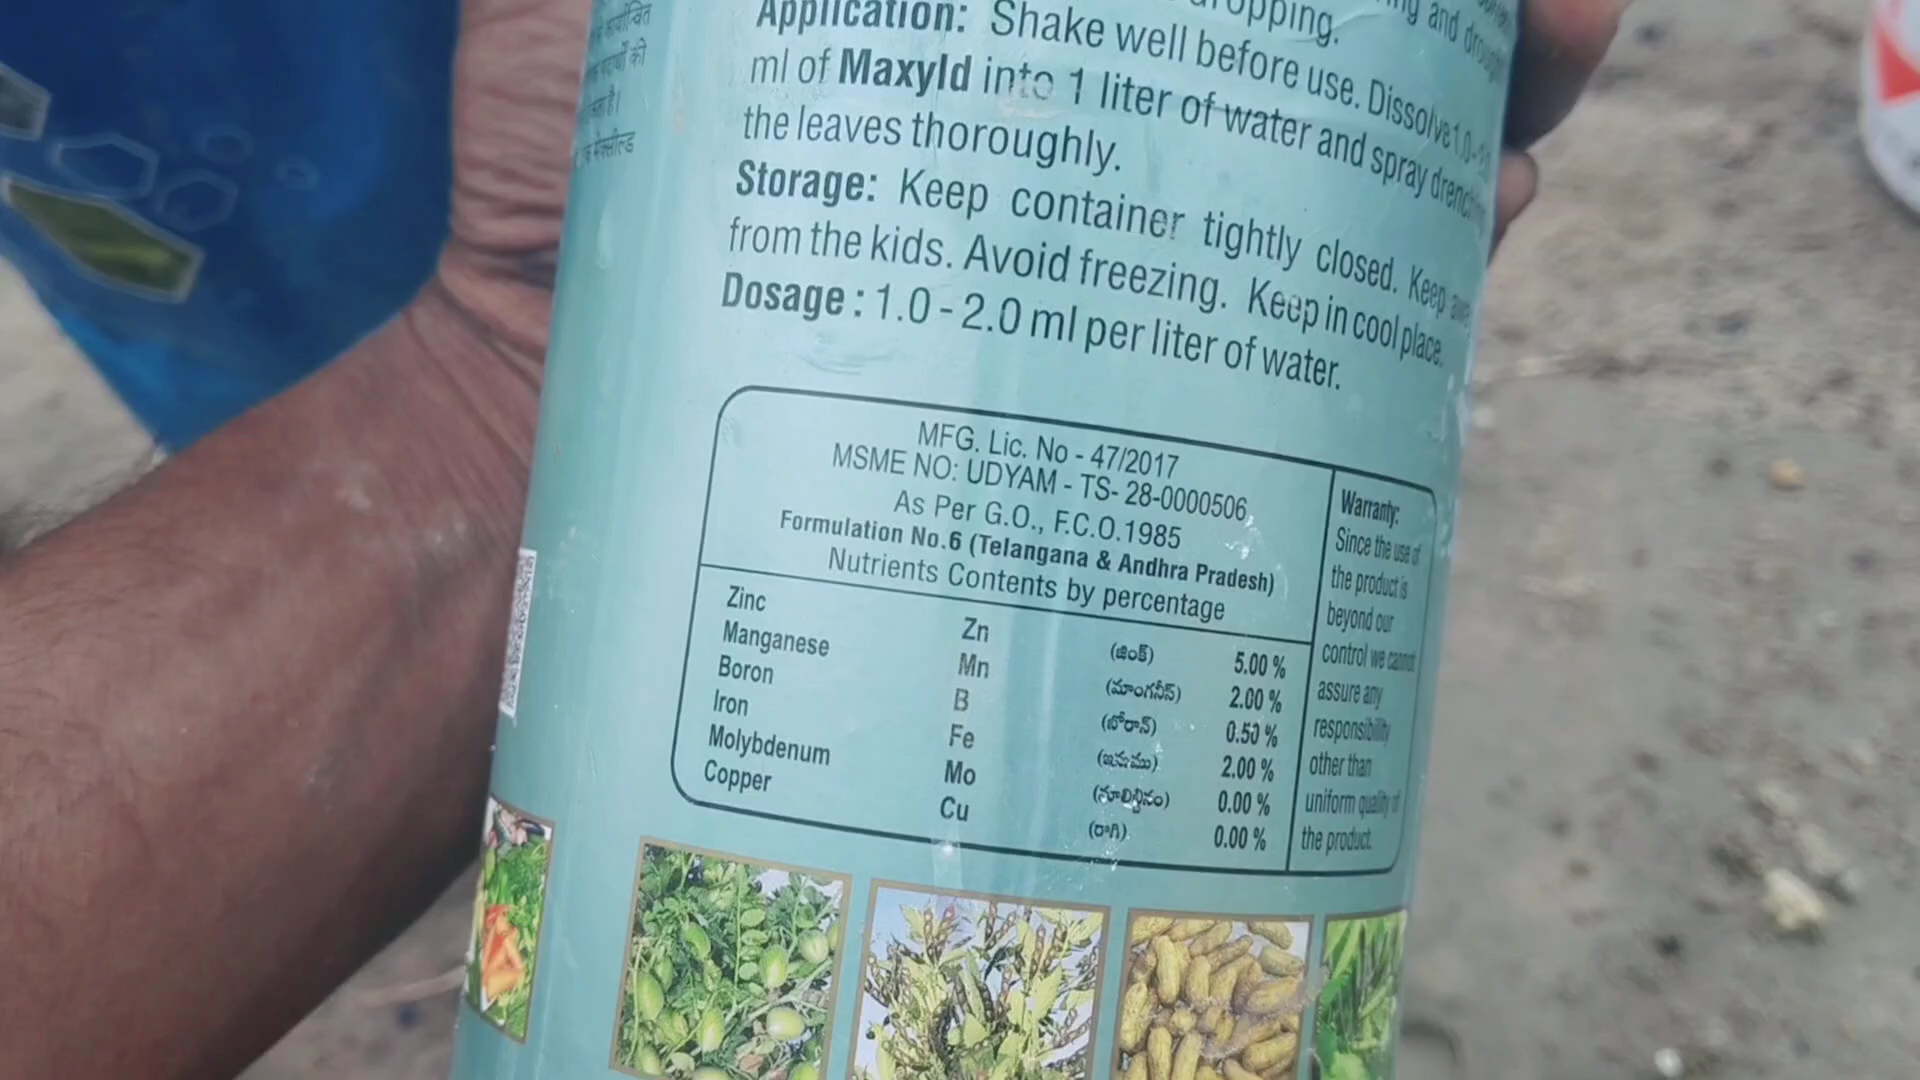 मैक्सील्ड
Application: Shake well before use. Dissolve 1.0-
ml of Maxyld into 1 liter of water and spray
the leaves thoroughly.
Storage: Keep container tightly closed. Keep
from the kids. Avoid freezing. Keep in cool place.
Dosage : 1.0 - 2.0 ml per liter of water.
MFG. Lic. No - 47/2017
MSME NO: UDYAM - TS- 28-0000506,
As Per G.O., F.C.O.1985
Formulation No.6 (Telangana & Andhra Pradesh)
Nutrients Contents by percentage
Zinc Zn (జింక్) 5.00 %
Manganese Mn (మాంగనీస్) 2.00 %
Boron B (బోరాన్) 0.50 %
Iron Fe (ఇనుము) 2.00 %
Molybdenum Mo 0.00 %
Copper Cu (రాగి) 0.00 %
Warranty:
Since the use of
the product is
beyond our
control we cannot
assure any
responsibility
other than
uniform quality of
the product.